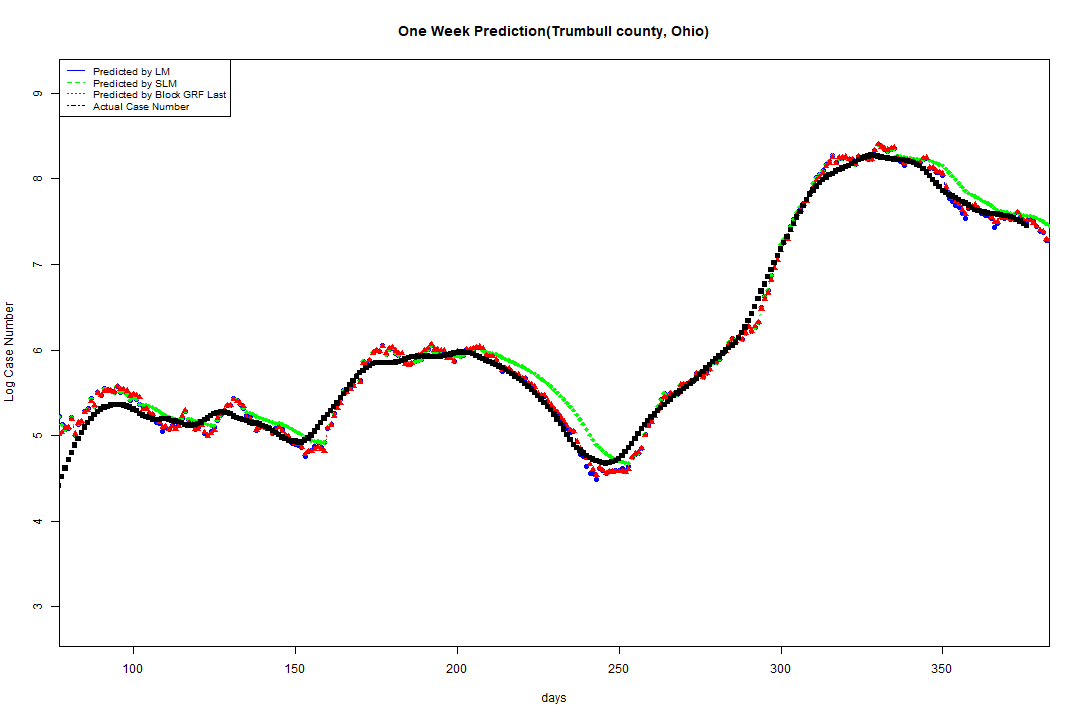 One Week Prediction(Trumbull county, Ohio)
Predicted by LM
Predicted by SLM
Predicted by Block GRF Last
Actual Case Number
9
8
7
6
5
4
3
Log Case Number
100 150 200 250 300 350
days